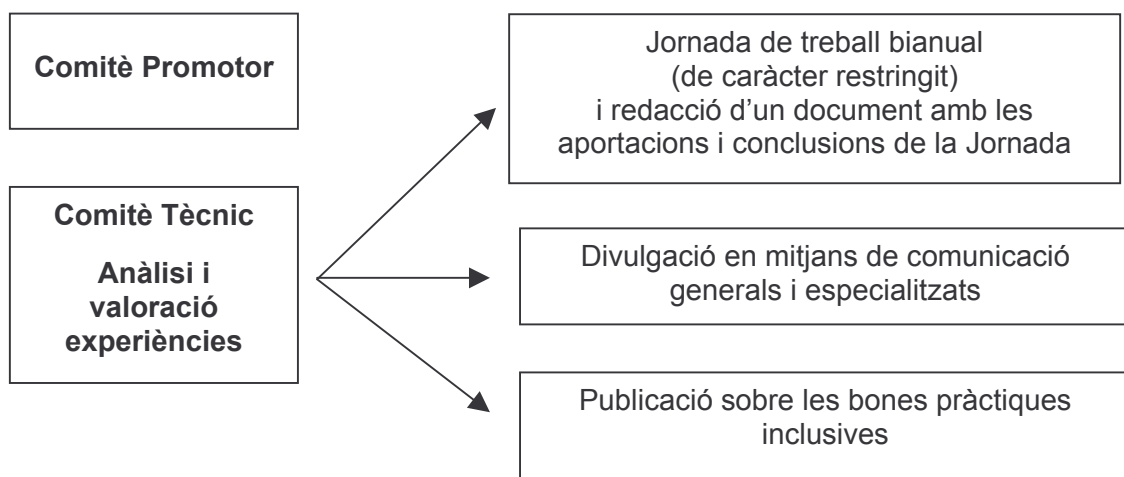 Comitè Promotor
Comitè Tècnic
Anàlisi i
valoració
experiències
Jornada de treball bianual
(de caràcter restringit)
i redacció d’un document amb les
aportacions i conclusions de la Jornada
Divulgació en mitjans de comunicació
generals i especialitzats
Publicació sobre les bones pràctiques
inclusives